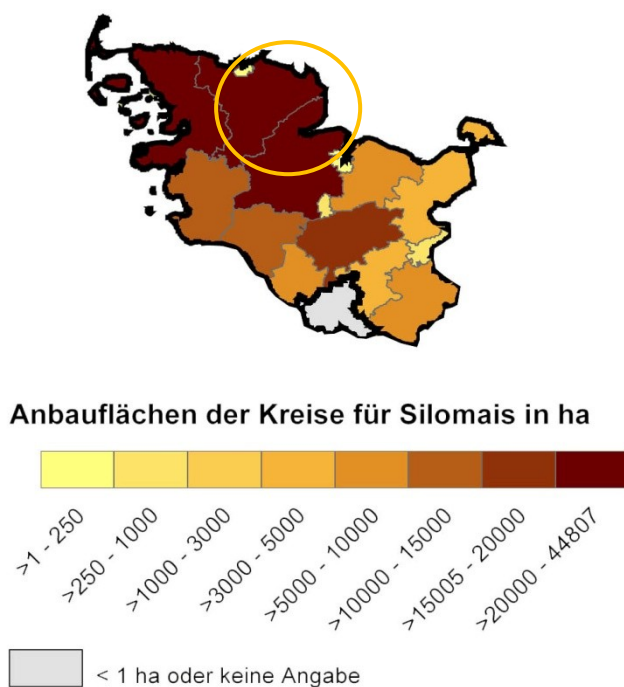 Anbauflächen der Kreise für Silomais in ha
>1 - 250
>250 - 1000
>1000 - 3000
>3000 - 5000
>5000 - 10000
>10000 - 15000
>15005 - 20000
>20000 - 44807
< 1 ha oder keine Angabe